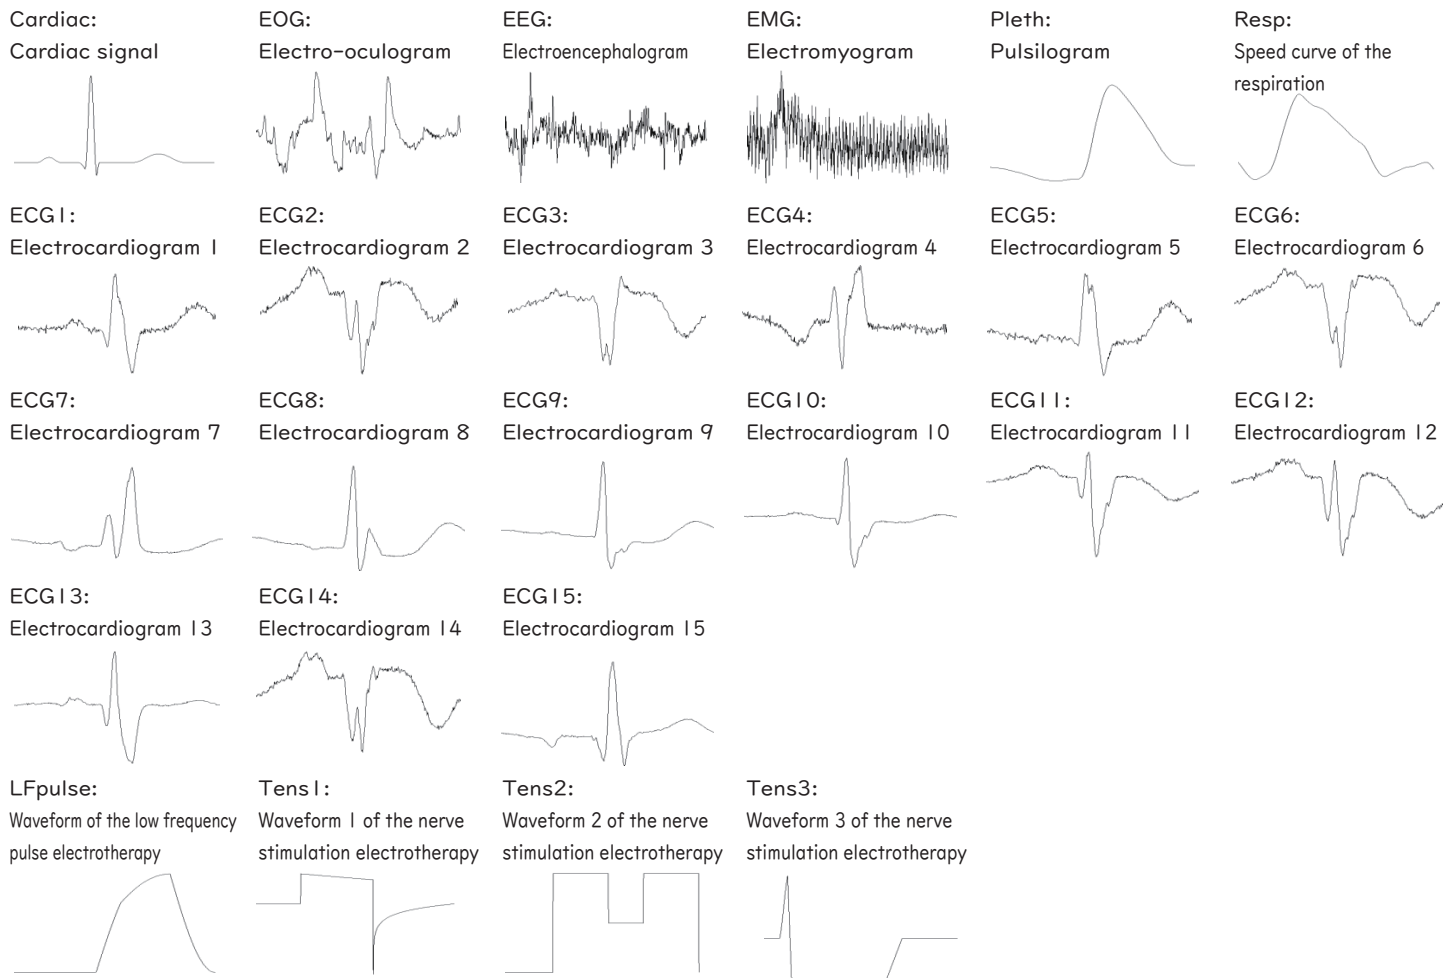 Cardiac:
Cardiac signal
EOG:
Electro-oculogram
EEG:
Electroencephalogram
EMG:
Electromyogram
Pleth:
Pulsilogram
Resp:
Speed curve of the
respiration
ECG1:
Electrocardiogram 1
ECG2:
Electrocardiogram 2
ECG3:
Electrocardiogram 3
ECG4:
Electrocardiogram 4
ECG5:
Electrocardiogram 5
ECG6:
Electrocardiogram 6
ECG7:
Electrocardiogram 7
ECG8:
Electrocardiogram 8
ECG9:
Electrocardiogram 9
ECG10:
Electrocardiogram 10
ECG11:
Electrocardiogram 11
ECG12:
Electrocardiogram 12
ECG13:
Electrocardiogram 13
ECG14:
Electrocardiogram 14
ECG15:
Electrocardiogram 15
LFpulse:
Waveform of the low frequency
pulse electrotherapy
Tens1:
Waveform 1 of the nerve
stimulation electrotherapy
Tens2:
Waveform 2 of the nerve
stimulation electrotherapy
Tens3:
Waveform 3 of the nerve
stimulation electrotherapy